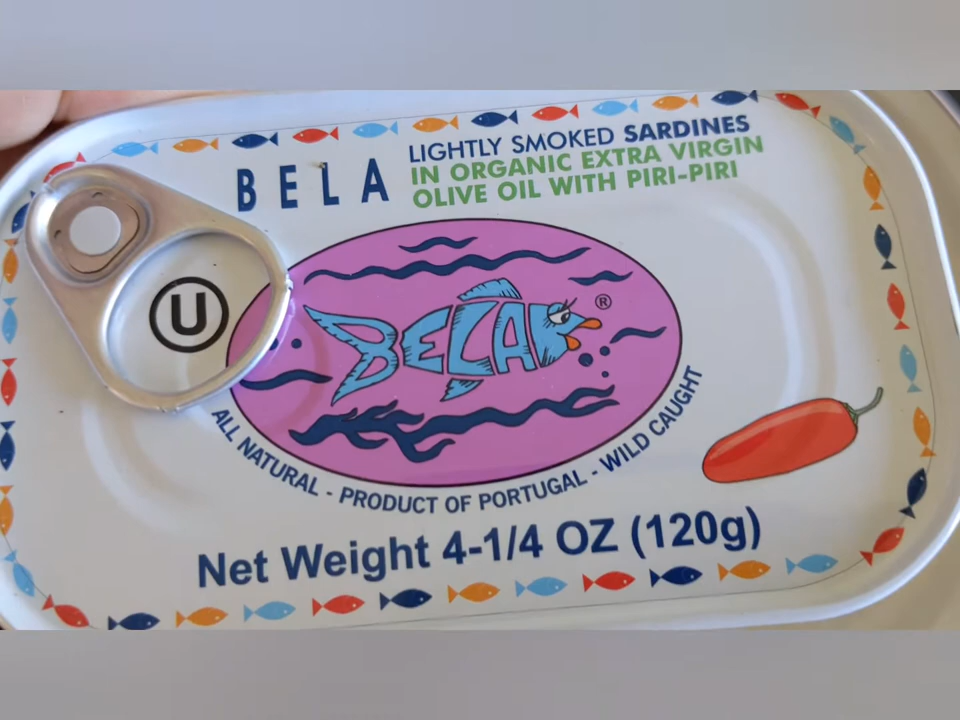 BELA
LIGHTLY SMOKED SARDINES
IN ORGANIC EXTRA VIRGIN
OLIVE OIL WITH PIRI-PIRI
U
BELA
®
ALL NATURAL - PRODUCT OF PORTUGAL - WILD CAUGHT
Net Weight 4-1/4 OZ (120g)